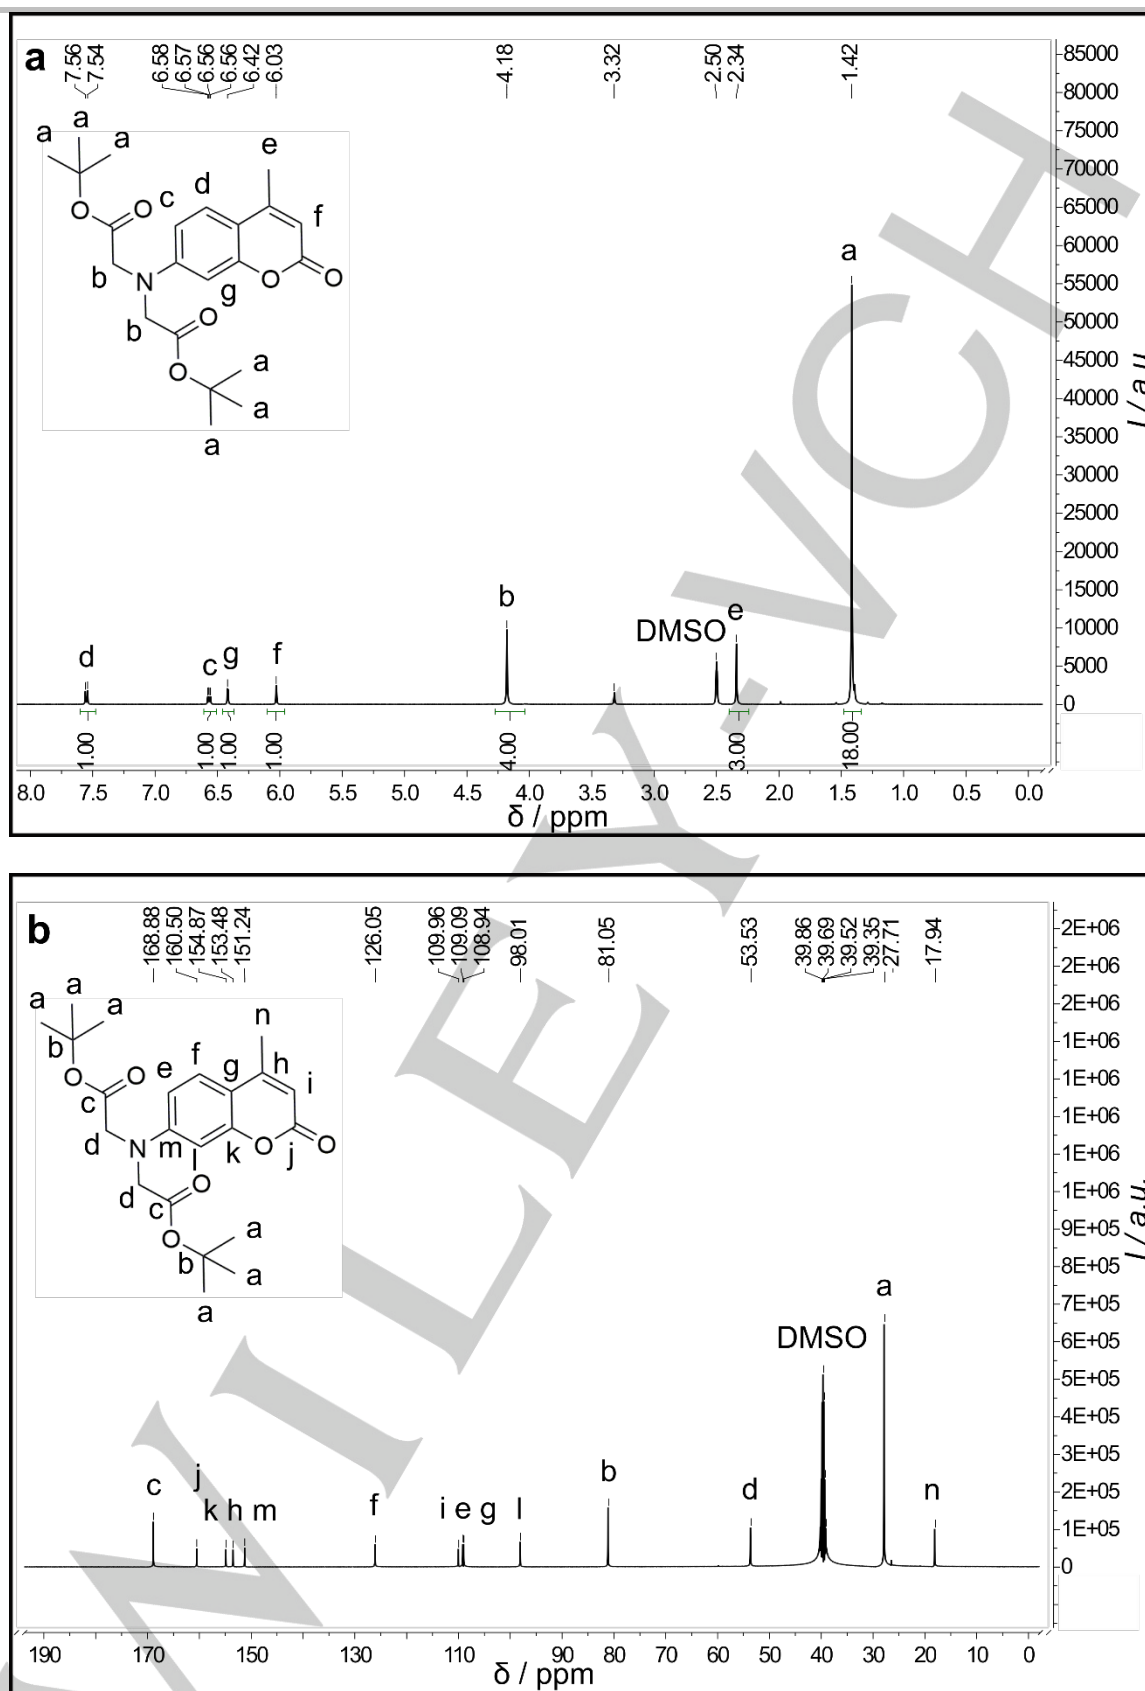 a
7.56
7.54
6.58
6.57
6.56
6.56
6.42
6.03
4.18
3.32
2.50
2.34
1.42
a
a
a
e
d
c
f
O
O
O
O
b
N
g
O
b
O
a
a
a
d
c
g
f
b
DMSO
e
a
1.00
1.00
1.00
1.00
4.00
3.00
18.00
85000
80000
75000
70000
65000
60000
55000
50000
45000
40000
35000
30000
25000
20000
15000
10000
5000
0
I / a.u.
8.0 7.5 7.0 6.5 6.0 5.5 5.0 4.5 4.0 3.5 3.0 2.5 2.0 1.5 1.0 0.5 0.0
δ / ppm
b
168.88
160.50
154.87
153.48
151.24
126.05
109.96
109.09
108.94
98.01
81.05
53.53
39.86
39.69
39.52
39.35
27.71
17.94
a
a
a
n
b
e
f
g
h
i
O
O
c
d
N
m
l
k
O
j
O
d
c
O
O
b
a
a
a
c
j
k h m
f
i e g
l
b
d
DMSO
a
n
2E+06
2E+06
2E+06
1E+06
1E+06
1E+06
1E+06
1E+06
9E+05
8E+05
7E+05
6E+05
5E+05
4E+05
3E+05
2E+05
1E+05
0
I / a.u.
190 170 150 130 110 90 80 70 60 50 40 30 20 10 0
δ / ppm
WILEY-VCH